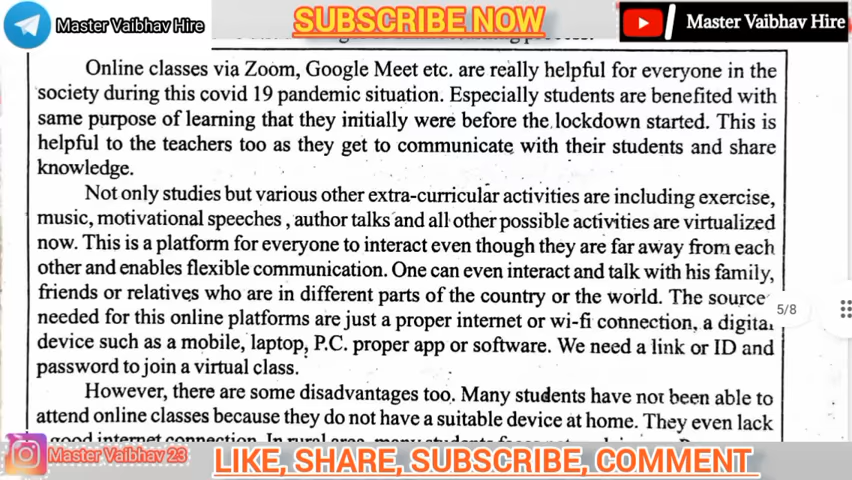 Master Vaibhav Hire
SUBSCRIBE NOW
Master Vaibhav Hire
Online classes via Zoom, Google Meet etc. are really helpful for everyone in the
society during this covid 19 pandemic situation. Especially students are benefited with
same purpose of learning that they initially were before the lockdown started. This is
helpful to the teachers too as they get to communicate with their students and share
knowledge.
Not only studies but various other extra-curricular activities are including exercise,
music, motivational speeches, author talks and all other possible activities are virtualized
now. This is a platform for everyone to interact even though they are far away from each
other and enables flexible communication. One can even interact and talk with his family,
friends or relatives who are in different parts of the country or the world. The source
needed for this online platforms are just a proper internet or wi-fi connection, a digital
5/8
device such as a mobile, laptop, P.C. proper app or software. We need a link or ID and
password to join a virtual class.
However, there are some disadvantages too. Many students have not been able to
attend online classes because they do not have a suitable device at home. They even lack
good internet connection. In rural area, many students
Master Vaibhav 23
LIKE, SHARE, SUBSCRIBE, COMMENT